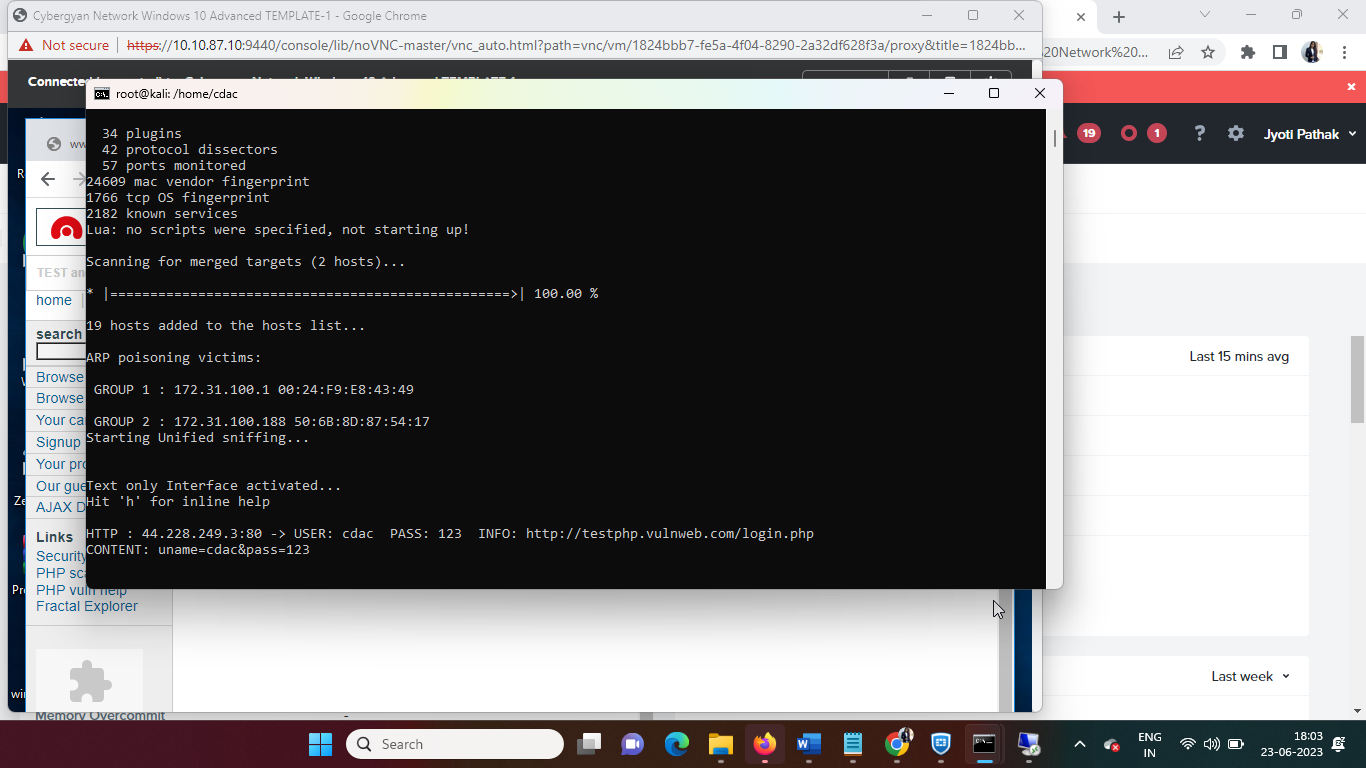 Cybergyan Network Windows 10 Advanced TEMPLATE-1 - Google Chrome
Not secure | https://10.10.87.10:9440/console/lib/noVNC-master/vnc_auto.html?path=vnc/vm/1824bbb7-fe5a-4f04-8290-2a32df628f3a/proxy&title=1824bb...
20Network%20...
root@kali: /home/cdac
19
1
?
Jyoti Pathak
34 plugins
42 protocol dissectors
57 ports monitored
24609 mac vendor fingerprint
1766 tcp OS fingerprint
2182 known services
Lua: no scripts were specified, not starting up!
Scanning for merged targets (2 hosts)...
* |==================================================>| 100.00 %
19 hosts added to the hosts list...
ARP poisoning victims:
GROUP 1 : 172.31.100.1 00:24:F9:E8:43:49
GROUP 2 : 172.31.100.188 50:6B:8D:87:54:17
Starting Unified sniffing...
Text only Interface activated...
Hit 'h' for inline help
HTTP : 44.228.249.3:80 -> USER: cdac  PASS: 123  INFO: http://testphp.vulnweb.com/login.php
CONTENT: uname=cdac&pass=123
TEST an
home
search
Browse
Browse
Your ca
Signup
Your pro
Our gue
AJAX D
Links
Security
PHP sca
PHP vuln help
Fractal Explorer
Memory Overcommit
-
Last 15 mins avg
Last week
Search
ENG
IN
18:03
23-06-2023